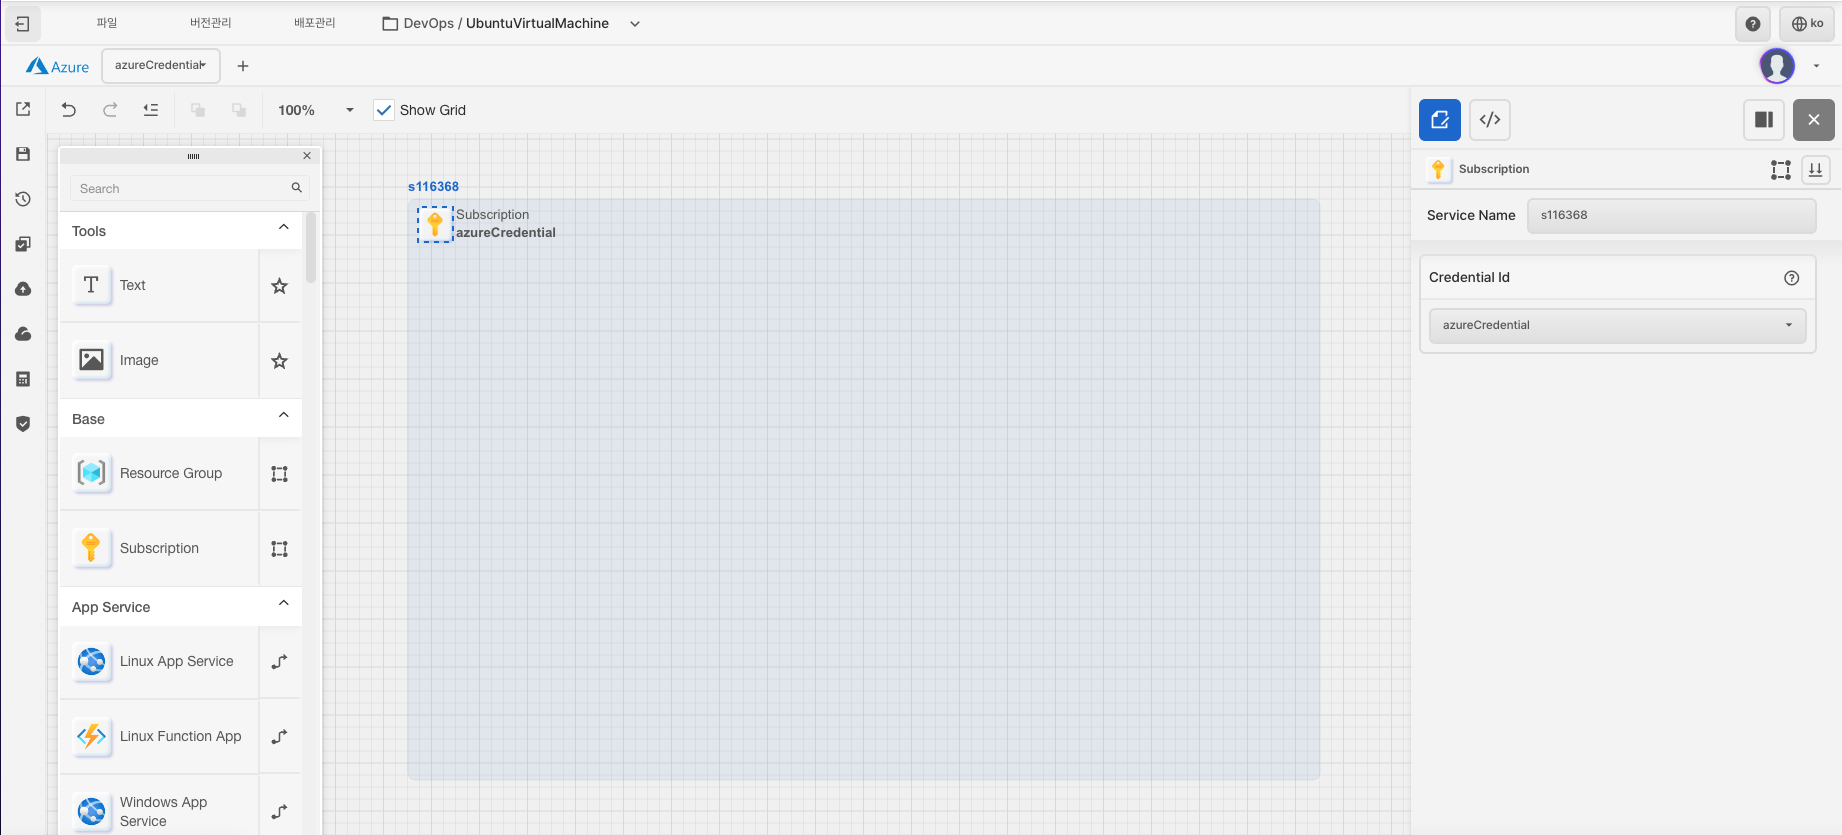 파일 버전관리 배포관리 DevOps / UbuntuVirtualMachine ko
Azure azureCredential
100% Show Grid
Search
Tools
Text
Image
Base
Resource Group
Subscription
App Service
Linux App Service
Linux Function App
Windows App
Service
s116368
Subscription
azureCredential
Subscription
Service Name s116368
Credential Id
azureCredential